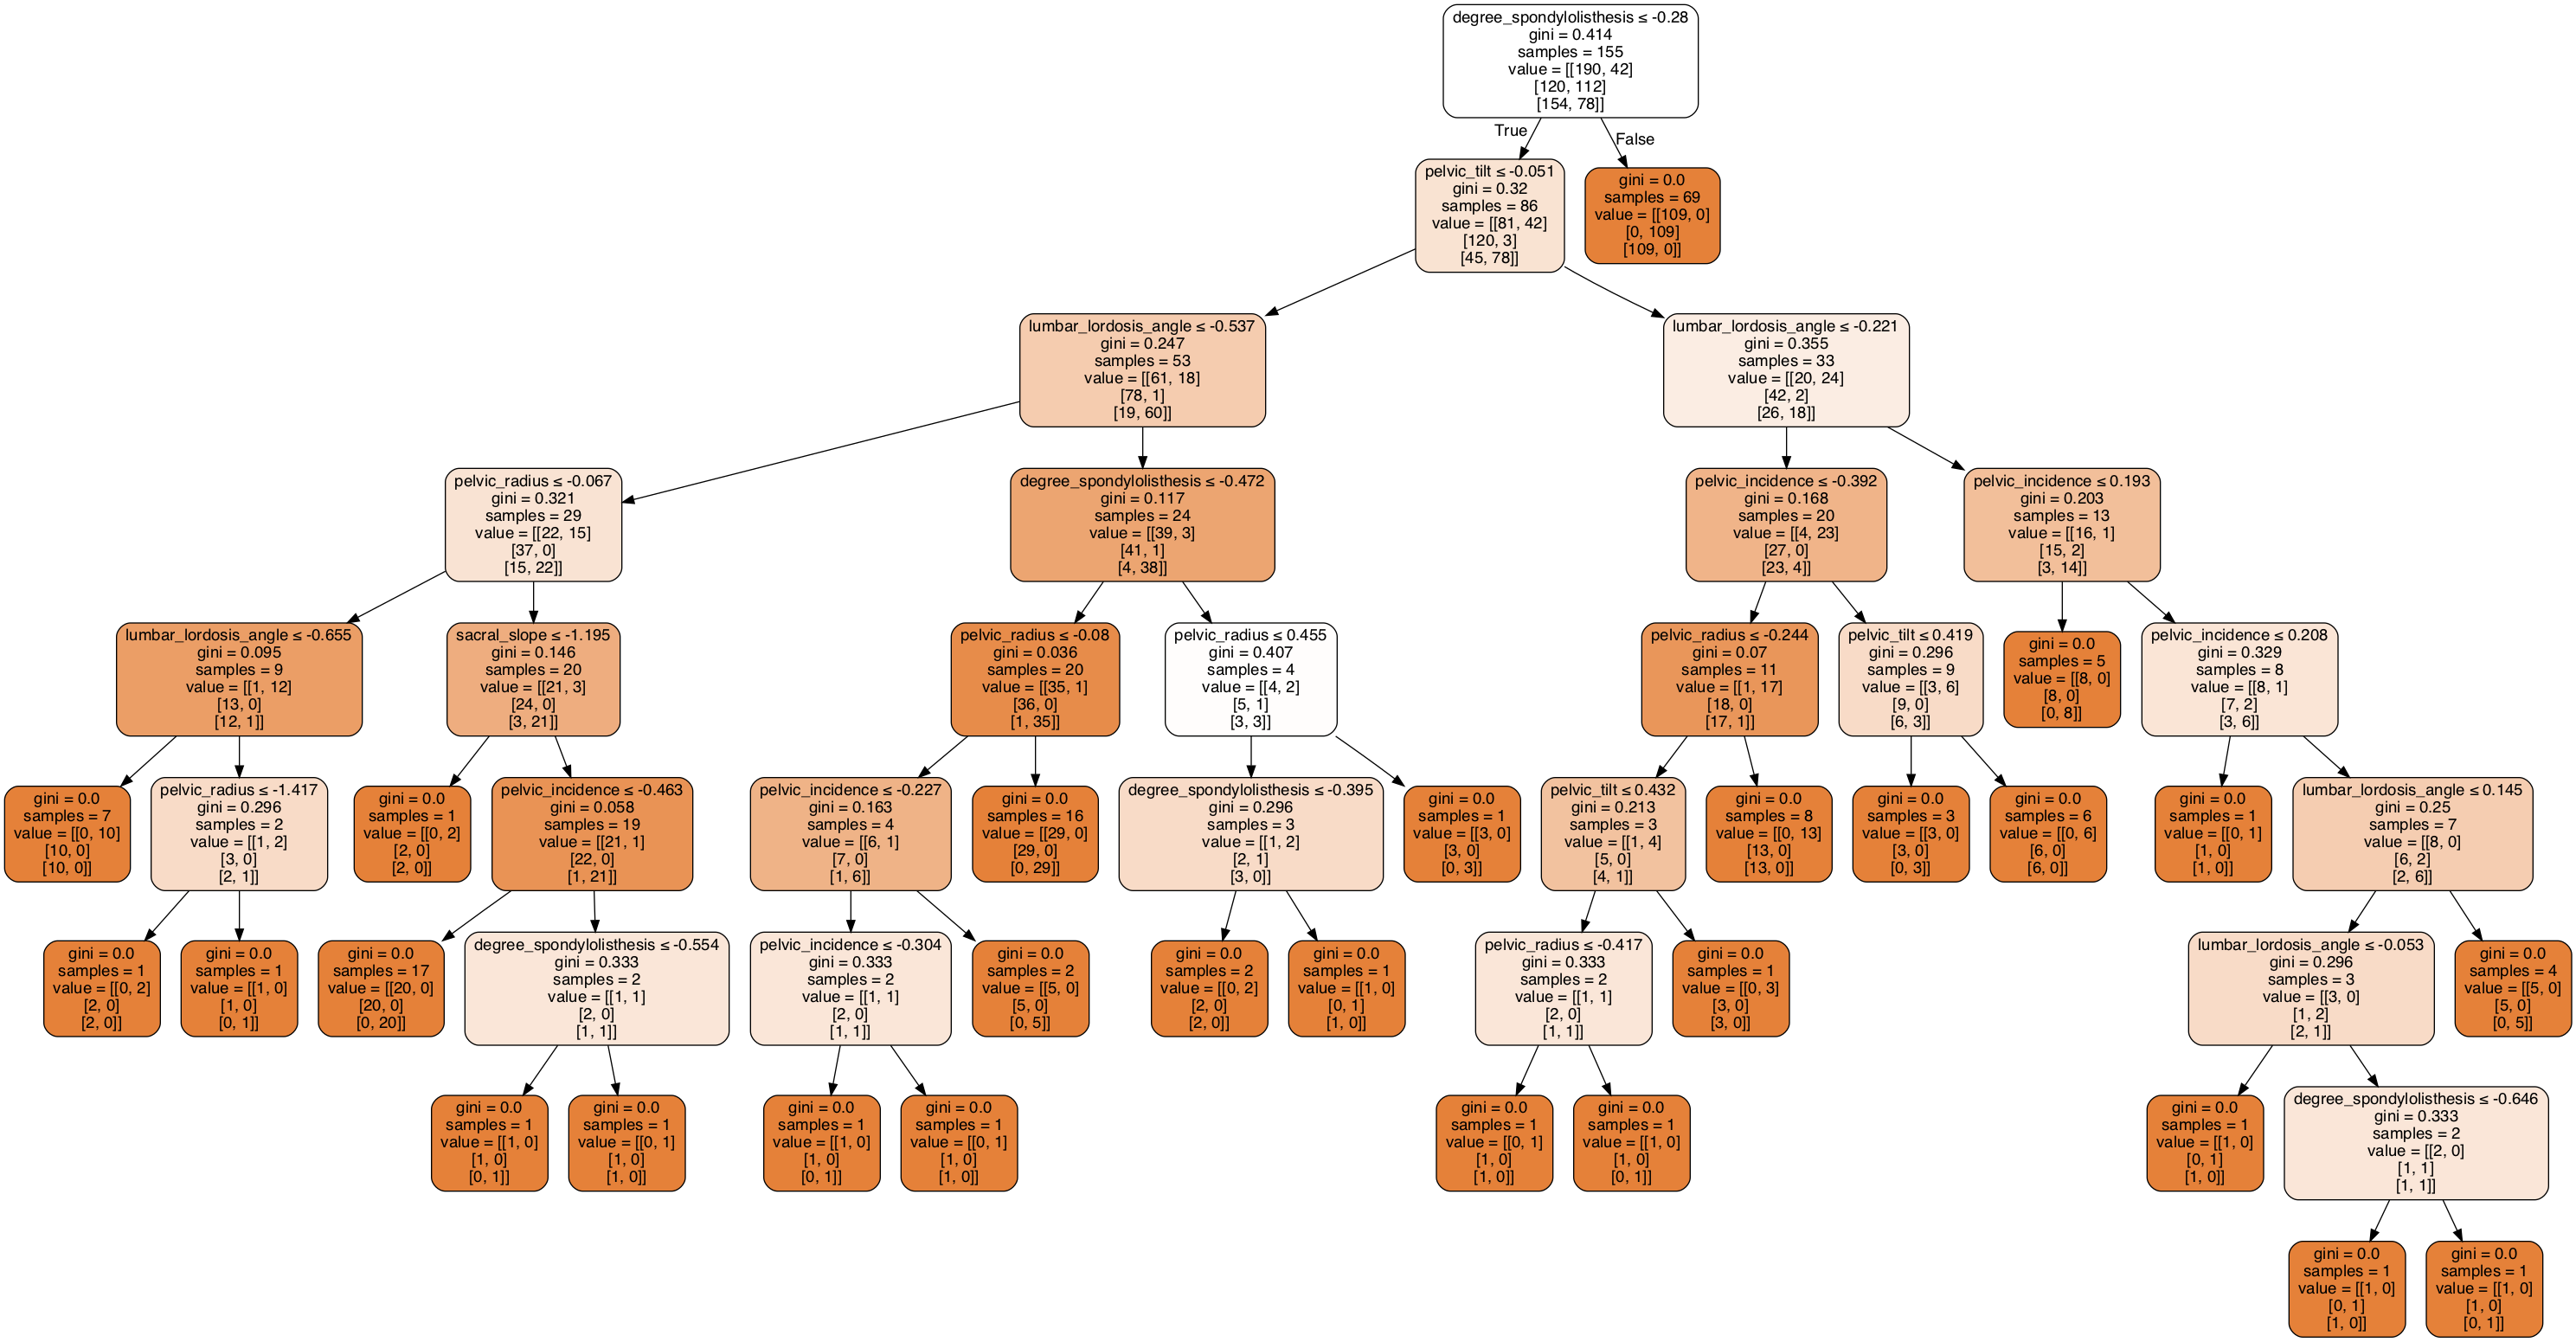 degree_spondylolisthesis ≤ -0.28
gini = 0.414
samples = 155
value = [[190, 42]
[120, 112]
[154, 78]]
True
False
pelvic_tilt ≤ -0.051
gini = 0.32
samples = 86
value = [[81, 42]
[120, 3]
[45, 78]]
gini = 0.0
samples = 69
value = [[109, 0]
[0, 109]
[109, 0]]
lumbar_lordosis_angle ≤ -0.537
gini = 0.247
samples = 53
value = [[61, 18]
[78, 1]
[19, 60]]
lumbar_lordosis_angle ≤ -0.221
gini = 0.355
samples = 33
value = [[20, 24]
[42, 2]
[26, 18]]
pelvic_radius ≤ -0.067
gini = 0.321
samples = 29
value = [[22, 15]
[37, 0]
[15, 22]]
degree_spondylolisthesis ≤ -0.472
gini = 0.117
samples = 24
value = [[39, 3]
[41, 1]
[4, 38]]
pelvic_incidence ≤ -0.392
gini = 0.168
samples = 20
value = [[4, 23]
[27, 0]
[23, 4]]
pelvic_incidence ≤ 0.193
gini = 0.203
samples = 13
value = [[16, 1]
[15, 2]
[3, 14]]
lumbar_lordosis_angle ≤ -0.655
gini = 0.095
samples = 9
value = [[1, 12]
[13, 0]
[12, 1]]
sacral_slope ≤ -1.195
gini = 0.146
samples = 20
value = [[21, 3]
[24, 0]
[3, 21]]
pelvic_radius ≤ -0.08
gini = 0.036
samples = 20
value = [[35, 1]
[36, 0]
[1, 35]]
pelvic_radius ≤ 0.455
gini = 0.407
samples = 4
value = [[4, 2]
[5, 1]
[3, 3]]
pelvic_radius ≤ -0.244
gini = 0.07
samples = 11
value = [[1, 17]
[18, 0]
[17, 1]]
pelvic_tilt ≤ 0.419
gini = 0.296
samples = 9
value = [[3, 6]
[9, 0]
[6, 3]]
gini = 0.0
samples = 5
value = [[8, 0]
[8, 0]
[0, 8]]
pelvic_incidence ≤ 0.208
gini = 0.329
samples = 8
value = [[8, 1]
[7, 2]
[3, 6]]
gini = 0.0
samples = 7
value = [[0, 10]
[10, 0]
[10, 0]]
pelvic_radius ≤ -1.417
gini = 0.296
samples = 2
value = [[1, 2]
[3, 0]
[2, 1]]
gini = 0.0
samples = 1
value = [[0, 2]
[2, 0]
[2, 0]]
pelvic_incidence ≤ -0.463
gini = 0.058
samples = 19
value = [[21, 1]
[22, 0]
[1, 21]]
pelvic_incidence ≤ -0.227
gini = 0.163
samples = 4
value = [[6, 1]
[7, 0]
[1, 6]]
gini = 0.0
samples = 16
value = [[29, 0]
[29, 0]
[0, 29]]
degree_spondylolisthesis ≤ -0.395
gini = 0.296
samples = 3
value = [[1, 2]
[2, 1]
[3, 0]]
gini = 0.0
samples = 1
value = [[3, 0]
[3, 0]
[0, 3]]
pelvic_tilt ≤ 0.432
gini = 0.213
samples = 3
value = [[1, 4]
[5, 0]
[4, 1]]
gini = 0.0
samples = 8
value = [[0, 13]
[13, 0]
[13, 0]]
gini = 0.0
samples = 3
value = [[3, 0]
[3, 0]
[0, 3]]
gini = 0.0
samples = 6
value = [[0, 6]
[6, 0]
[6, 0]]
gini = 0.0
samples = 1
value = [[0, 1]
[1, 0]
[1, 0]]
lumbar_lordosis_angle ≤ 0.145
gini = 0.25
samples = 7
value = [[8, 0]
[6, 2]
[2, 6]]
gini = 0.0
samples = 1
value = [[0, 2]
[2, 0]
[2, 0]]
gini = 0.0
samples = 1
value = [[1, 0]
[1, 0]
[0, 1]]
gini = 0.0
samples = 17
value = [[20, 0]
[20, 0]
[0, 20]]
degree_spondylolisthesis ≤ -0.554
gini = 0.333
samples = 2
value = [[1, 1]
[2, 0]
[1, 1]]
pelvic_incidence ≤ -0.304
gini = 0.333
samples = 2
value = [[1, 1]
[2, 0]
[1, 1]]
gini = 0.0
samples = 2
value = [[5, 0]
[5, 0]
[0, 5]]
gini = 0.0
samples = 2
value = [[0, 2]
[2, 0]
[2, 0]]
gini = 0.0
samples = 1
value = [[1, 0]
[0, 1]
[1, 0]]
pelvic_radius ≤ -0.417
gini = 0.333
samples = 2
value = [[1, 1]
[2, 0]
[1, 1]]
gini = 0.0
samples = 1
value = [[0, 3]
[3, 0]
[3, 0]]
lumbar_lordosis_angle ≤ -0.053
gini = 0.296
samples = 3
value = [[3, 0]
[1, 2]
[2, 1]]
gini = 0.0
samples = 4
value = [[5, 0]
[5, 0]
[0, 5]]
gini = 0.0
samples = 1
value = [[1, 0]
[1, 0]
[0, 1]]
gini = 0.0
samples = 1
value = [[0, 1]
[1, 0]
[1, 0]]
gini = 0.0
samples = 1
value = [[1, 0]
[1, 0]
[0, 1]]
gini = 0.0
samples = 1
value = [[0, 1]
[1, 0]
[1, 0]]
gini = 0.0
samples = 1
value = [[0, 1]
[1, 0]
[1, 0]]
gini = 0.0
samples = 1
value = [[1, 0]
[1, 0]
[0, 1]]
gini = 0.0
samples = 1
value = [[1, 0]
[0, 1]
[1, 0]]
degree_spondylolisthesis ≤ -0.646
gini = 0.333
samples = 2
value = [[2, 0]
[1, 1]
[1, 1]]
gini = 0.0
samples = 1
value = [[1, 0]
[0, 1]
[1, 0]]
gini = 0.0
samples = 1
value = [[1, 0]
[1, 0]
[0, 1]]